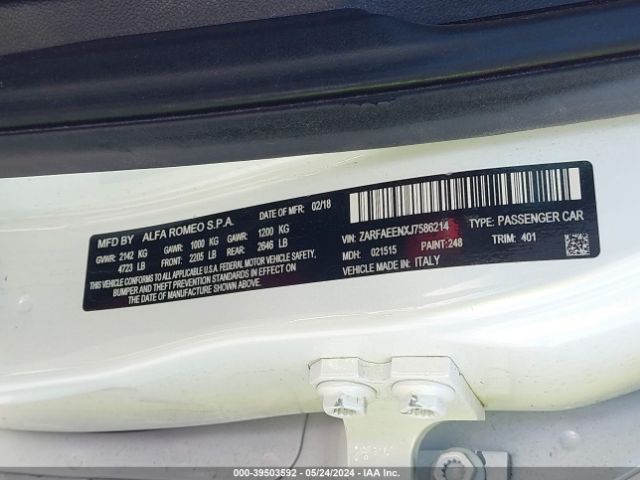 MFD BY ALFA ROMEO S.P.A. DATE OF MFR: 02/18
GVWR: 2142 KG GAWR: 1000 KG GAWR: 1200 KG
4723 LB FRONT: 2205 LB REAR: 2646 LB
THIS VEHICLE CONFORMS TO ALL APPLICABLE U.S.A. FEDERAL MOTOR VEHICLE SAFETY,
BUMPER AND THEFT PREVENTION STANDARDS IN EFFECT ON
THE DATE OF MANUFACTURE SHOWN ABOVE.
VIN: ZARFAEENXJ7586214 TYPE: PASSENGER CAR
MDH: 021515 PAINT: 248 TRIM: 401
VEHICLE MADE IN: ITALY
000-39503592 - 05/24/2024 - IAA Inc.